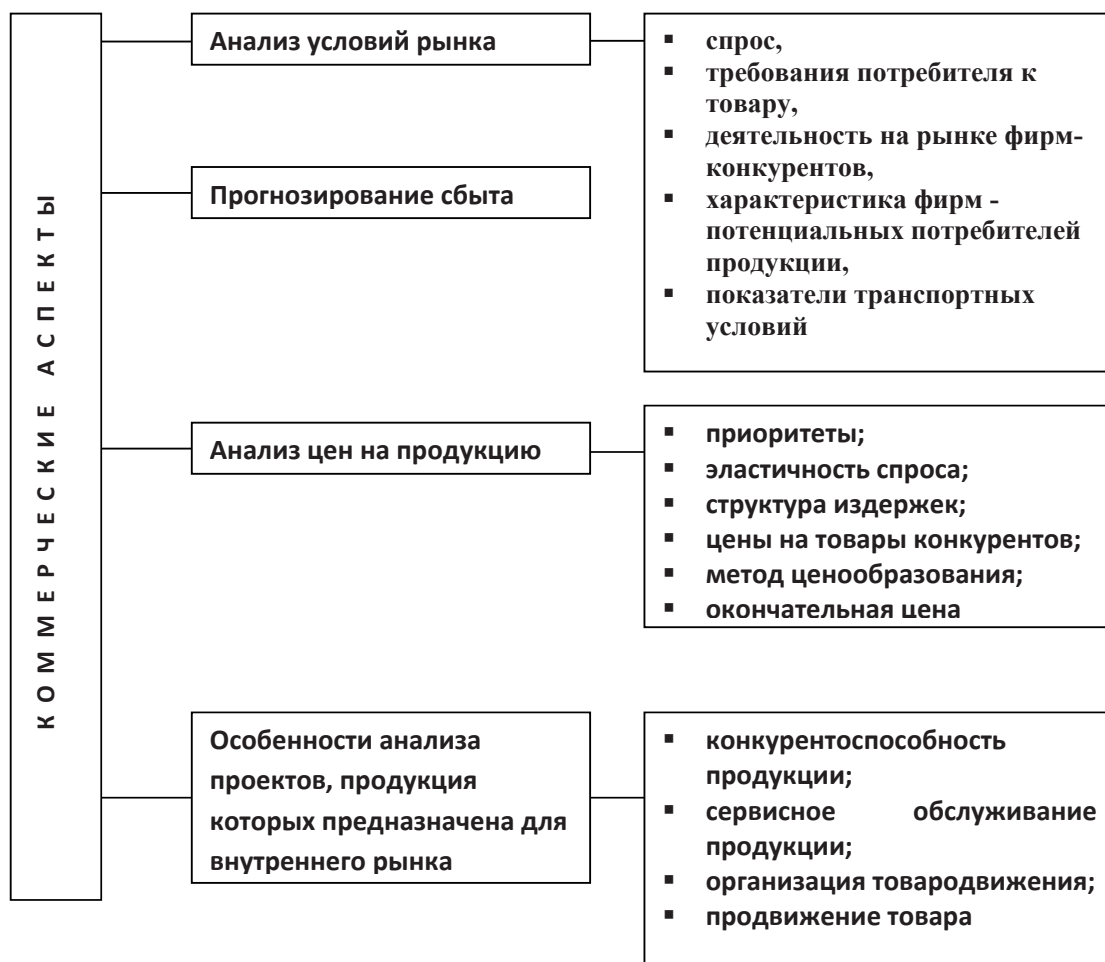 КОММЕРЧЕСКИЕ АСПЕКТЫ
Анализ условий рынка
▪ спрос,
▪ требования потребителя к
товару,
▪ деятельность на рынке фирм-
конкурентов,
▪ характеристика фирм -
потенциальных потребителей
продукции,
▪ показатели транспортных
условий
Прогнозирование сбыта
Анализ цен на продукцию
▪ приоритеты;
▪ эластичность спроса;
▪ структура издержек;
▪ цены на товары конкурентов;
▪ метод ценообразования;
▪ окончательная цена
Особенности анализа
проектов, продукция
которых предназначена для
внутреннего рынка
▪ конкурентоспособность
продукции;
▪ сервисное обслуживание
продукции;
▪ организация товародвижения;
▪ продвижение товара